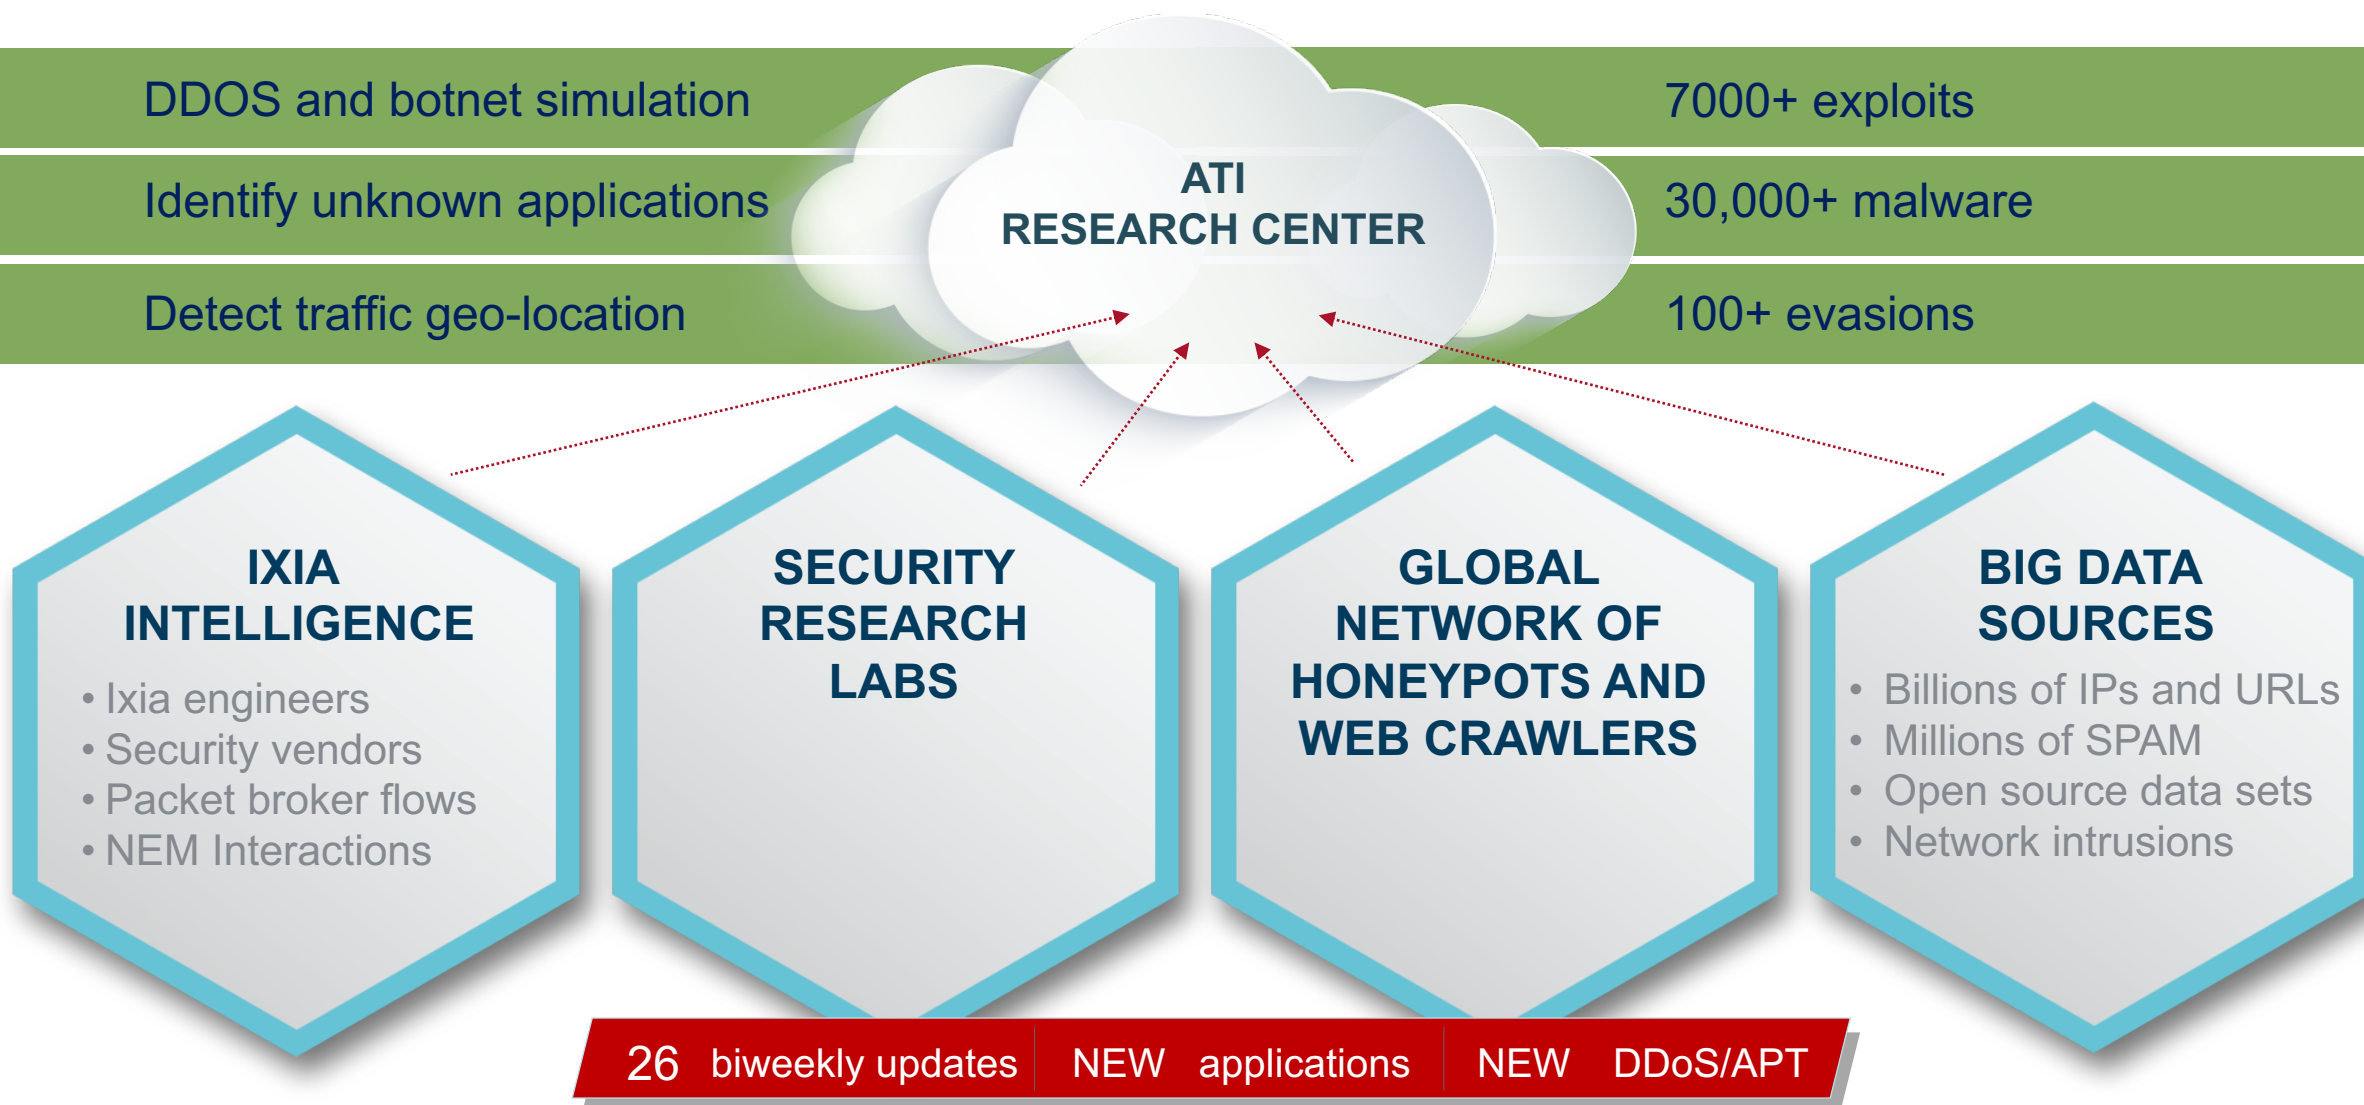 DDOS and botnet simulation
Identify unknown applications
Detect traffic geo-location
ATI
RESEARCH CENTER
7000+ exploits
30,000+ malware
100+ evasions
IXIA
INTELLIGENCE
• Ixia engineers
• Security vendors
• Packet broker flows
• NEM Interactions
SECURITY
RESEARCH
LABS
GLOBAL
NETWORK OF
HONEYPOTS AND
WEB CRAWLERS
BIG DATA
SOURCES
• Billions of IPs and URLs
• Millions of SPAM
• Open source data sets
• Network intrusions
26 biweekly updates NEW applications NEW DDoS/APT